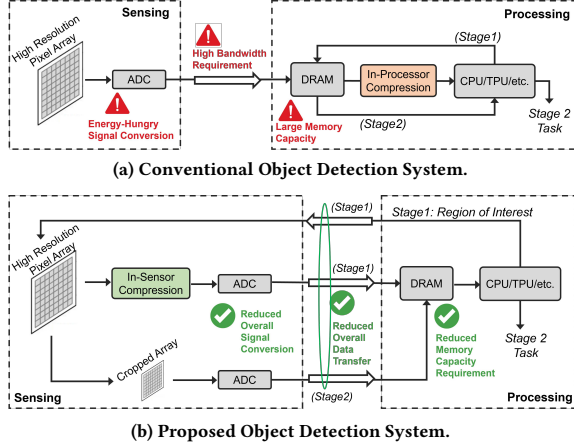 Sensing
Processing
High Resolution
Pixel Array
ADC
Energy-Hungry
Signal Conversion
High Bandwidth
Requirement
(Stage1)
DRAM
In-Processor
Compression
CPU/TPU/etc.
Large Memory
Capacity
(Stage2)
Stage 2
Task
(a) Conventional Object Detection System.
(Stage1)
Stage1: Region of Interest
High Resolution
Pixel Array
In-Sensor
Compression
ADC
(Stage1)
DRAM
CPU/TPU/etc.
Reduced
Overall
Signal
Conversion
Reduced
Overall
Data
Transfer
Reduced
Memory
Capacity
Requirement
Stage 2
Task
Cropped Array
ADC
(Stage2)
Sensing
Processing
(b) Proposed Object Detection System.